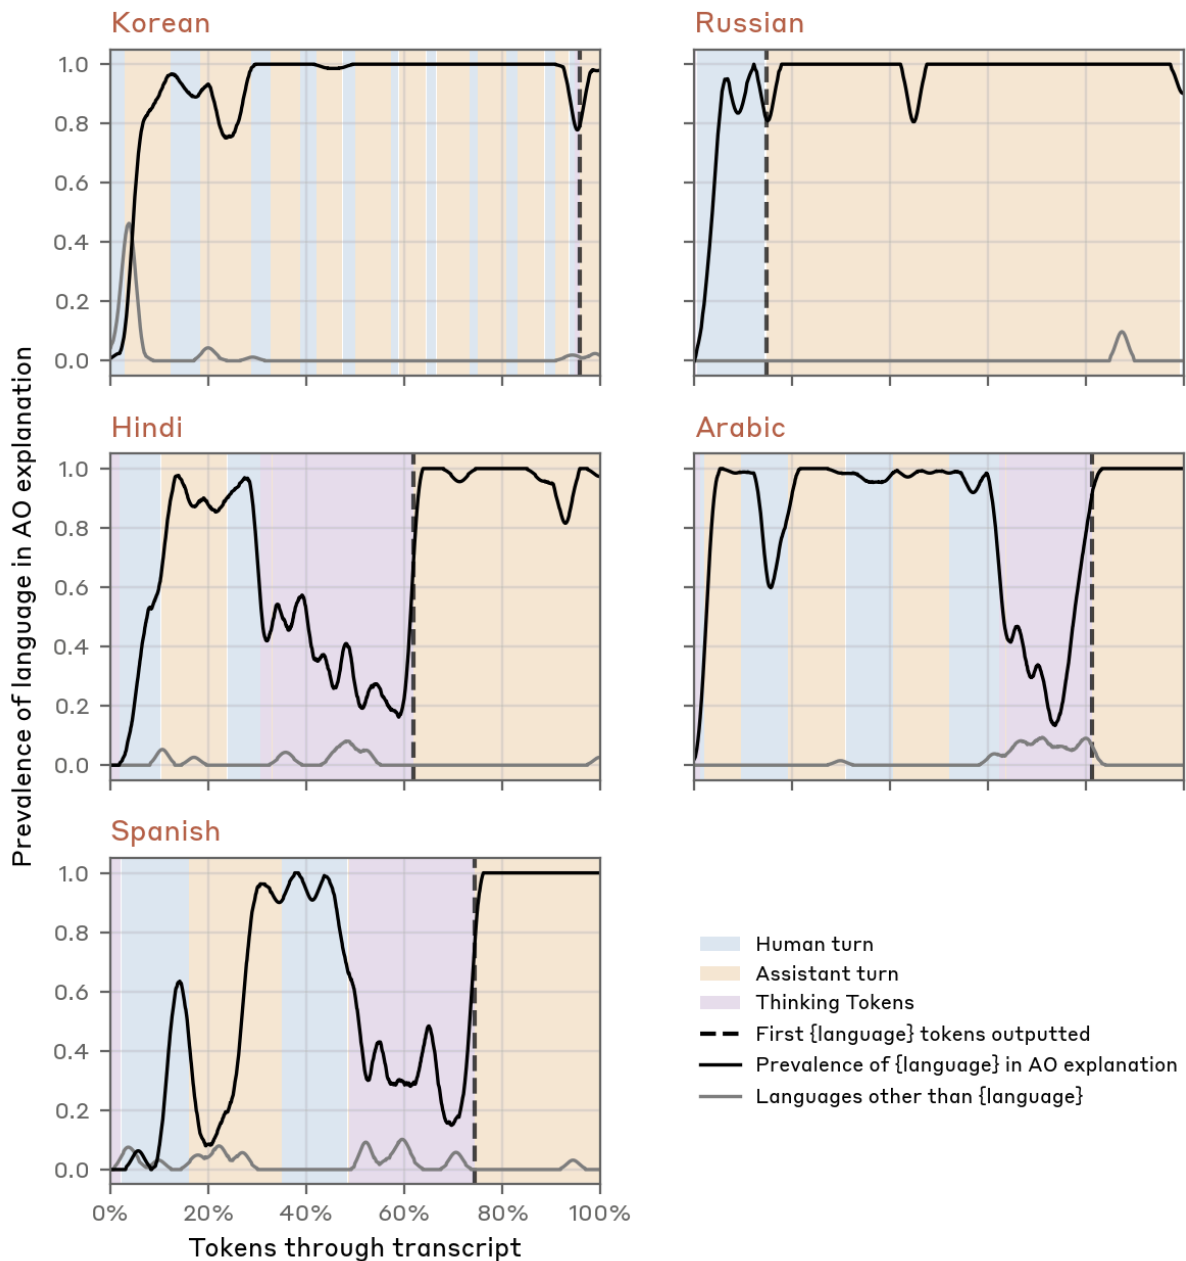 Korean
Russian
1.0
0.8
0.6
0.4
0.2
0.0
Hindi
Arabic
1.0
0.8
0.6
0.4
0.2
0.0
Prevalence of language in AO explanation
Spanish
1.0
0.8
0.6
0.4
0.2
0.0
0% 20% 40% 60% 80% 100%
Tokens through transcript
Human turn
Assistant turn
Thinking Tokens
First {language} tokens outputted
Prevalence of {language} in AO explanation
Languages other than {language}